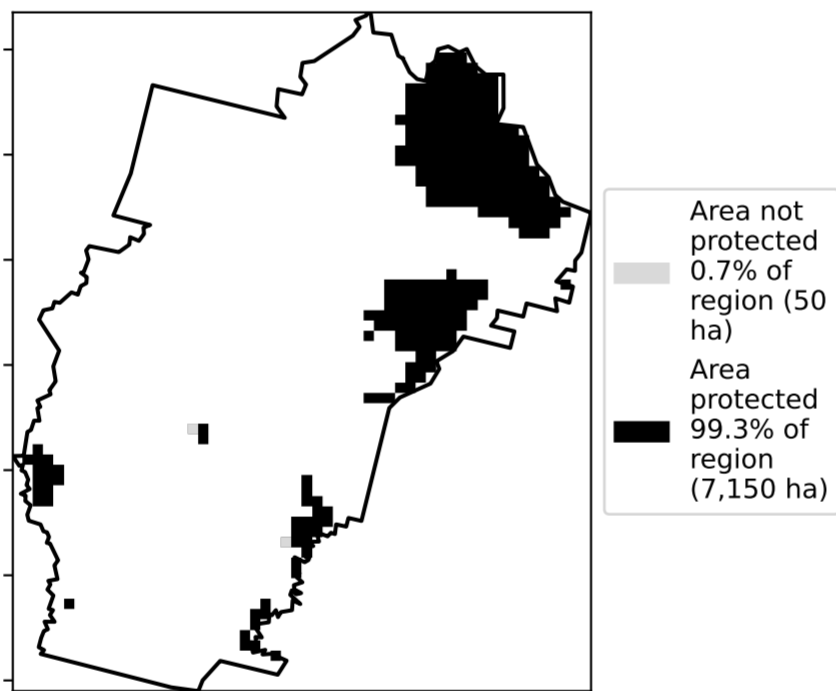 Area not
protected
0.7% of
region (50
ha)
Area
protected
99.3% of
region
(7,150 ha)